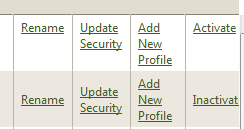 Rename Update Security Add New Profile Activate
Rename Update Security Add New Profile Inactivat